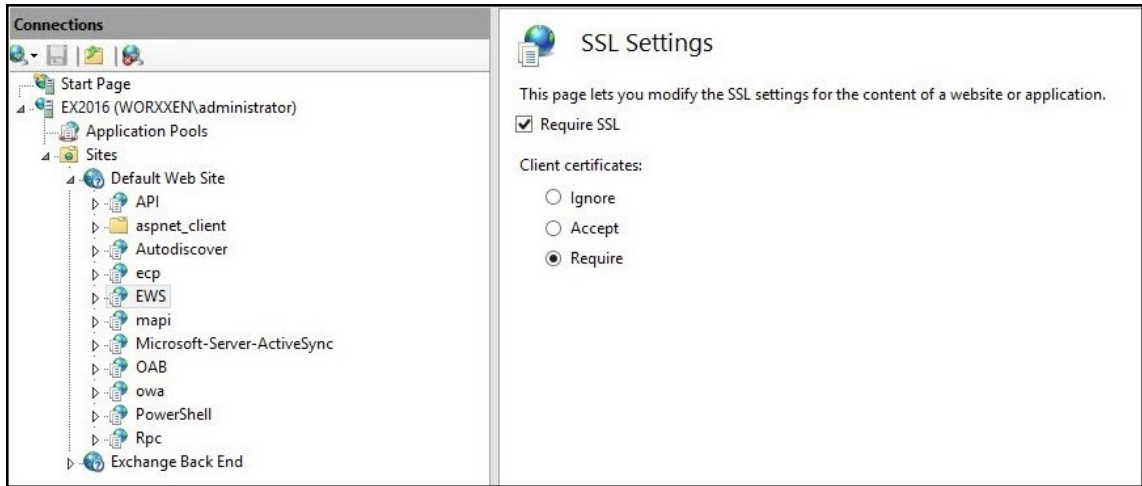 Connections
Start Page
EX2016 (WORXXEN\administrator)
Application Pools
Sites
Default Web Site
API
aspnet_client
Autodiscover
ecp
EWS
mapi
Microsoft-Server-ActiveSync
OAB
owa
PowerShell
Rpc
Exchange Back End
SSL Settings
This page lets you modify the SSL settings for the content of a website or application.
Require SSL
Client certificates:
Ignore
Accept
Require